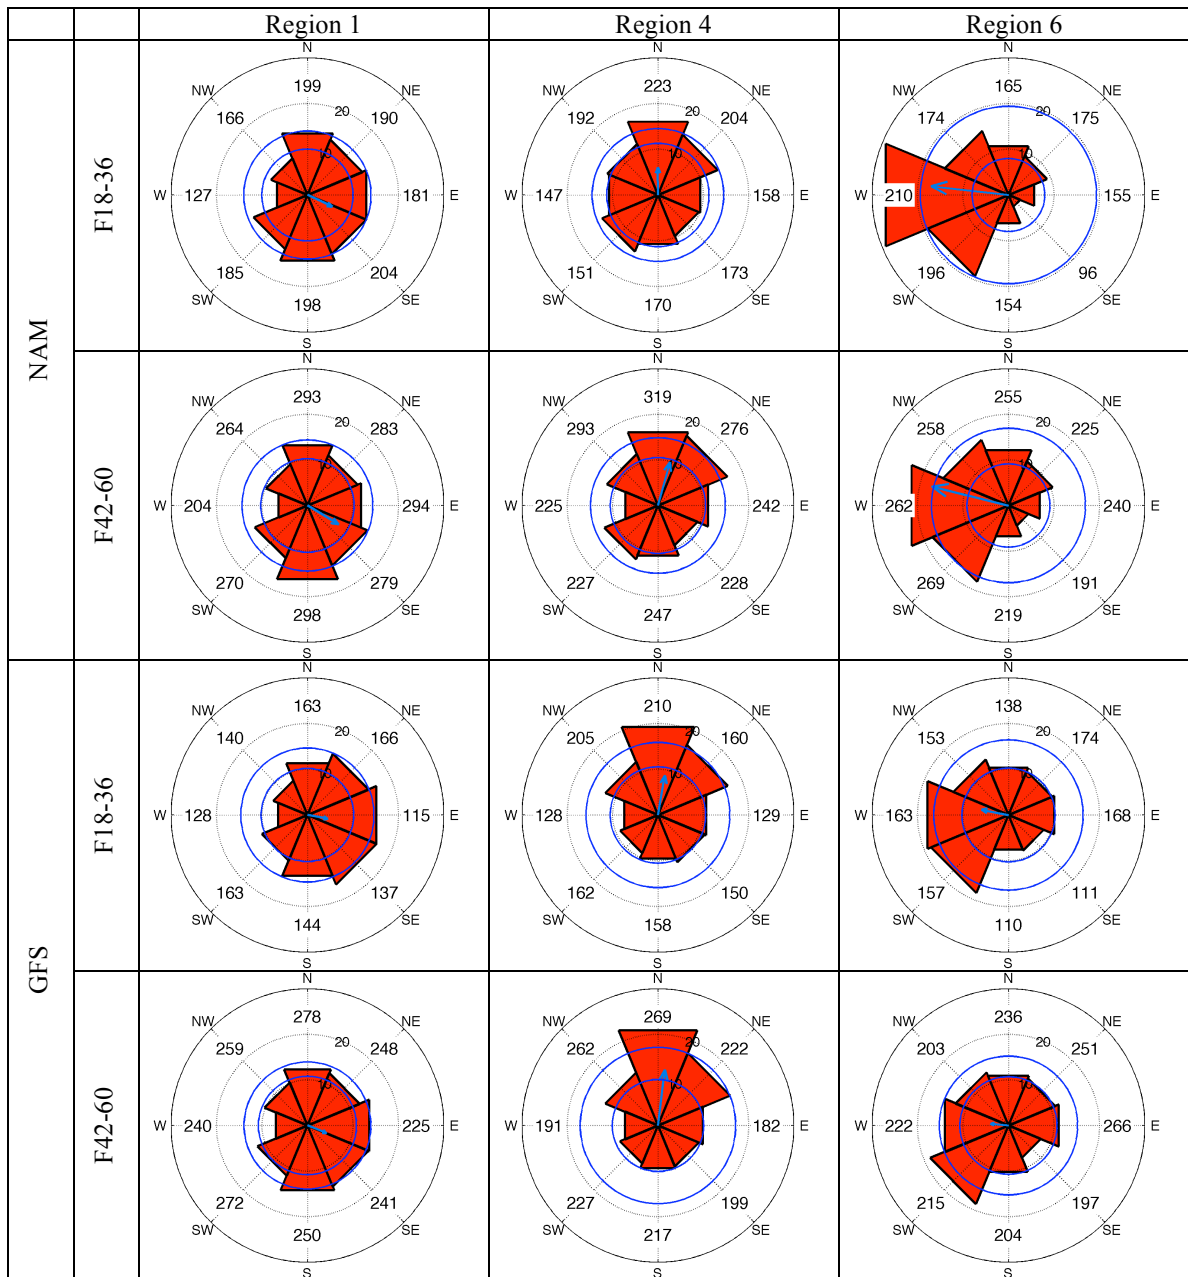 Region 1 Region 4 Region 6
NAM
F18-36
N
NW 199 NE
166 20 190
10
W 127 181 E
185 204
SW 198 SE
S
N
NW 223 NE
192 20 204
10
W 147 158 E
151 173
SW 170 SE
S
N
NW 165 NE
174 20 175
10
W 210 155 E
196 96
SW 154 SE
S
F42-60
N
NW 293 NE
264 20 283
10
W 204 294 E
270 279
SW 298 SE
S
N
NW 319 NE
293 20 276
10
W 225 242 E
227 228
SW 247 SE
S
N
NW 255 NE
258 20 225
10
W 262 240 E
269 191
SW 219 SE
S
GFS
F18-36
N
NW 163 NE
140 20 166
10
W 128 115 E
163 137
SW 144 SE
S
N
NW 210 NE
205 20 160
10
W 128 129 E
162 150
SW 158 SE
S
N
NW 138 NE
153 20 174
10
W 163 168 E
157 111
SW 110 SE
S
F42-60
N
NW 278 NE
259 20 248
10
W 240 225 E
272 241
SW 250 SE
S
N
NW 269 NE
262 20 222
10
W 191 182 E
227 199
SW 217 SE
S
N
NW 236 NE
203 20 251
10
W 222 266 E
215 197
SW 204 SE
S